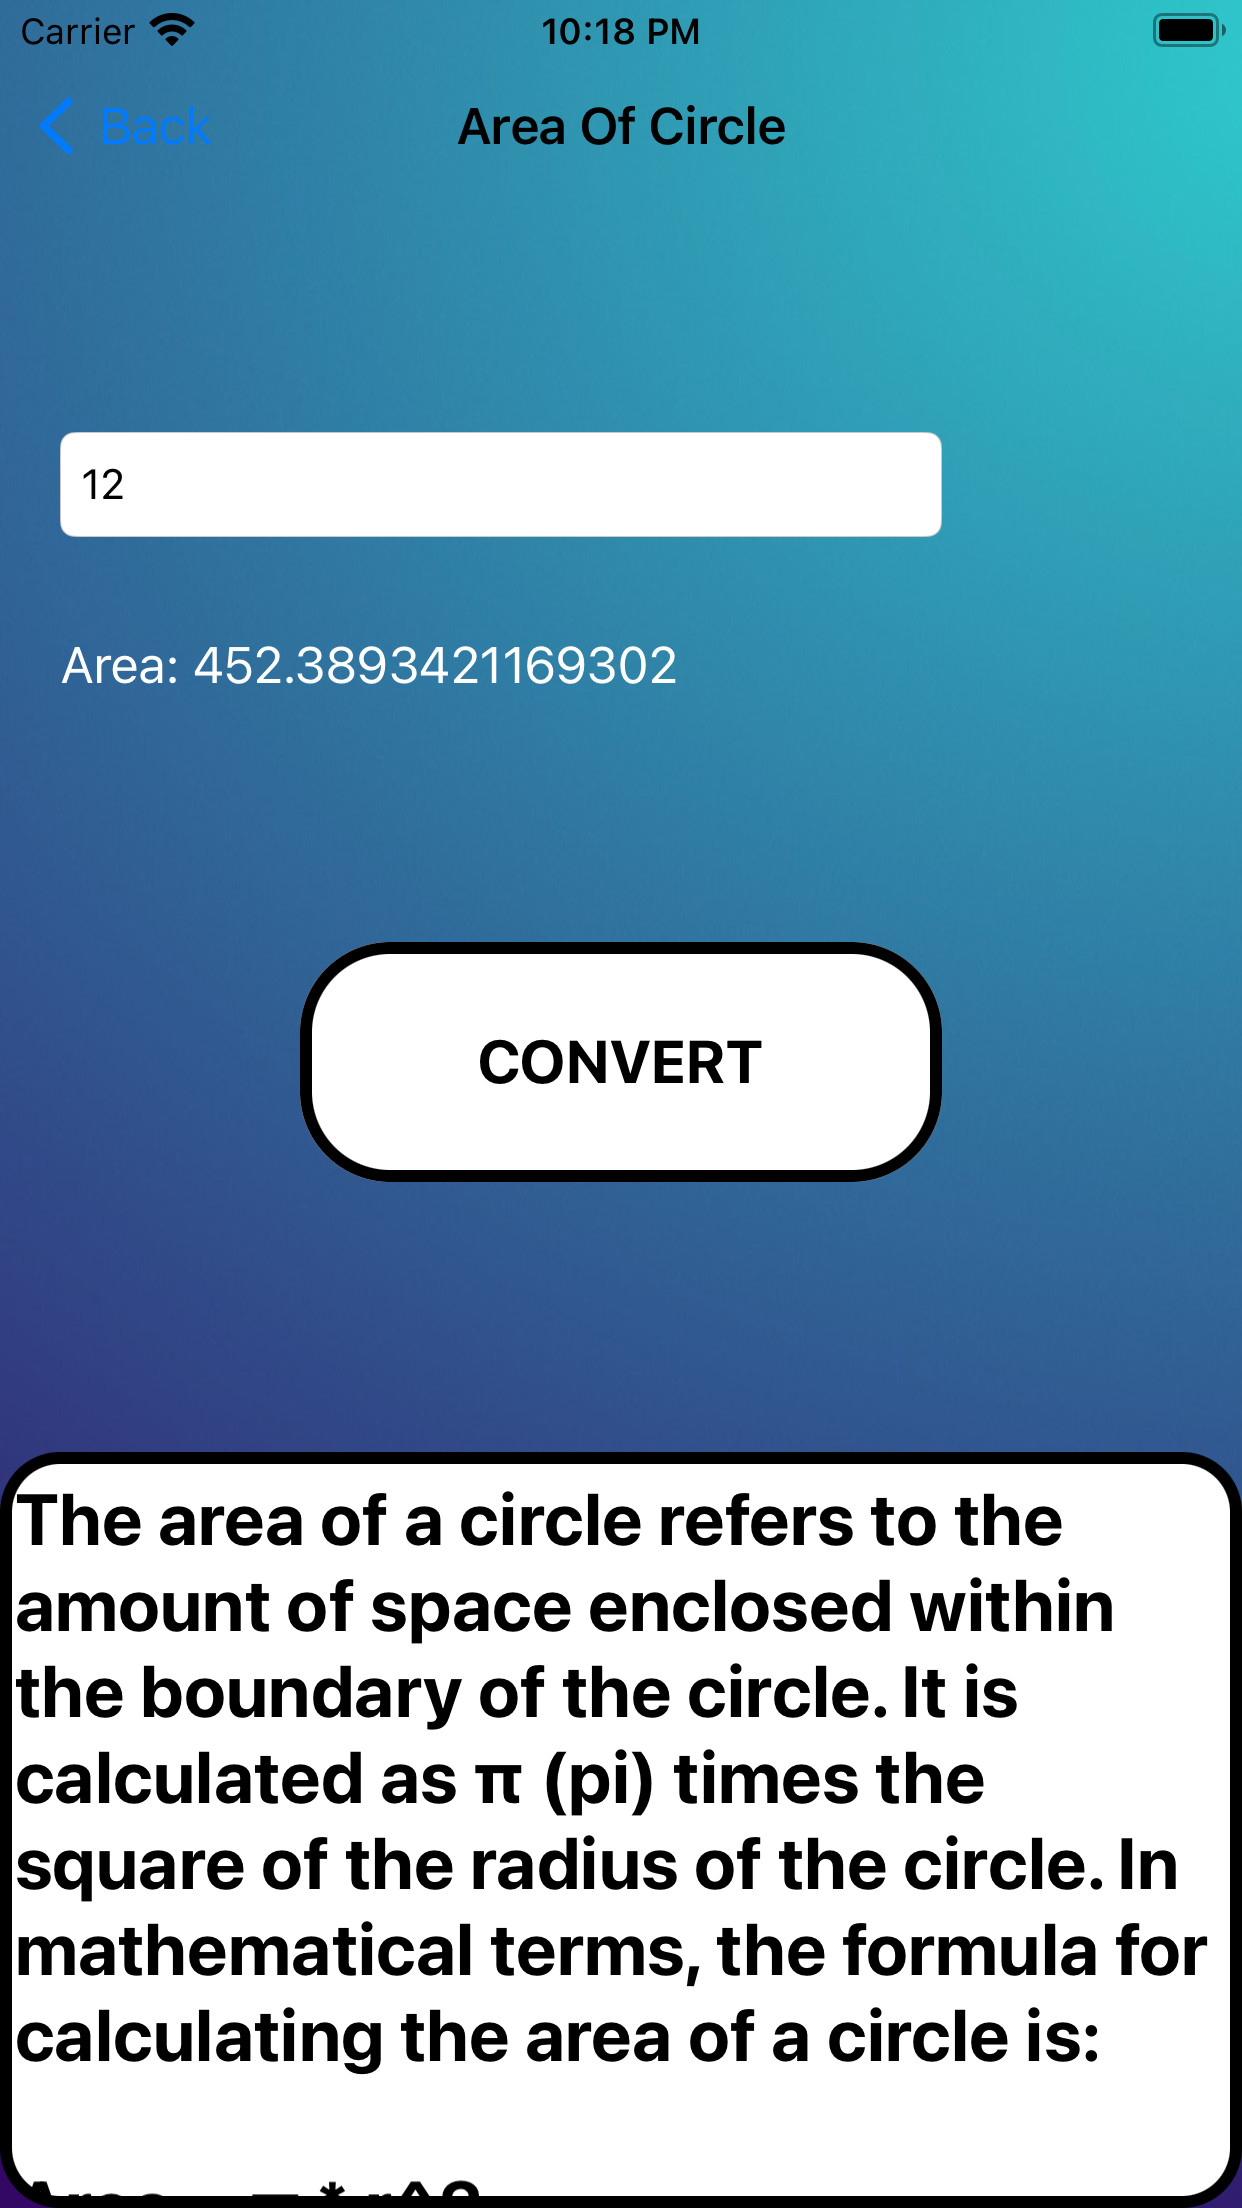 Carrier 10:18 PM
Back Area Of Circle
12
Area: 452.3893421169302
CONVERT
The area of a circle refers to the
amount of space enclosed within
the boundary of the circle. It is
calculated as π (pi) times the
square of the radius of the circle. In
mathematical terms, the formula for
calculating the area of a circle is: